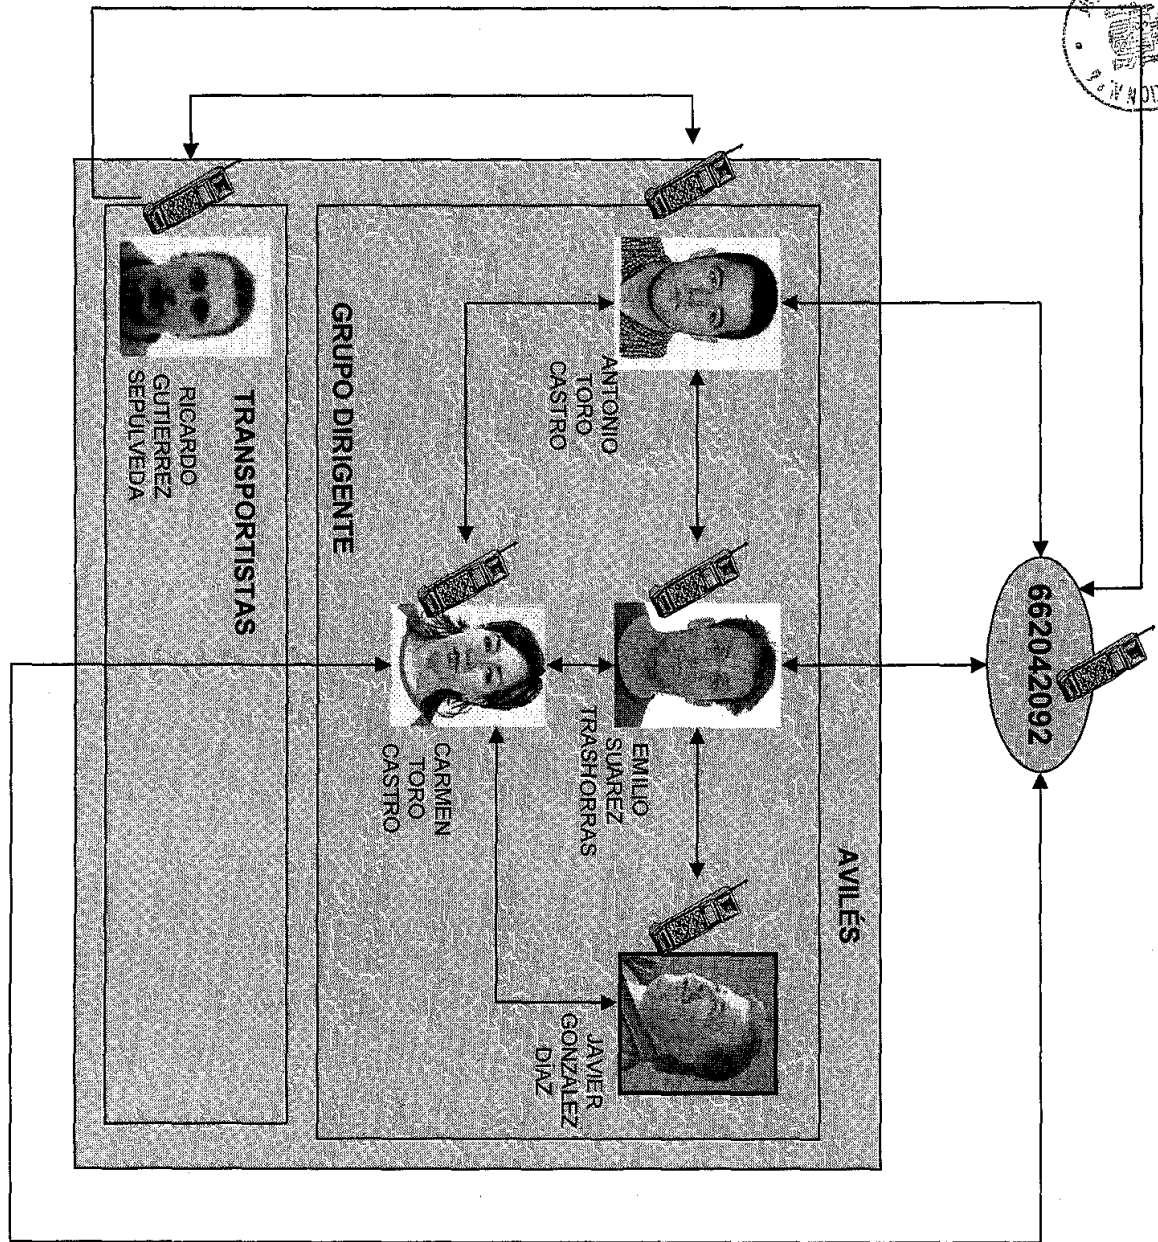 662042092
AVILÉS
ANTONIO
TORO
CASTRO
EMILIO
SUAREZ
TRASHORRAS
JAVIER
GONZALEZ
DIAZ
CARMEN
TORO
CASTRO
GRUPO DIRIGENTE
TRANSPORTISTAS
RICARDO
GUTIERREZ
SEPÚLVEDA